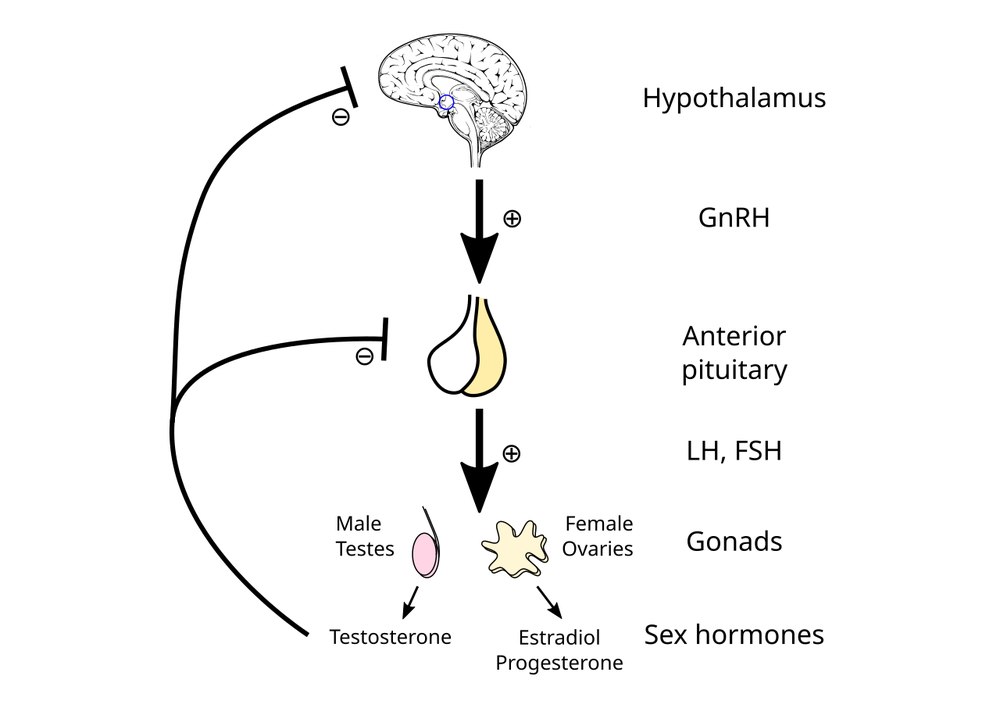 Hypothalamus
⊖
⊕
GnRH
Anterior
pituitary
⊖
⊕
LH, FSH
Male
Testes
Female
Ovaries
Gonads
Testosterone
Estradiol
Progesterone
Sex hormones